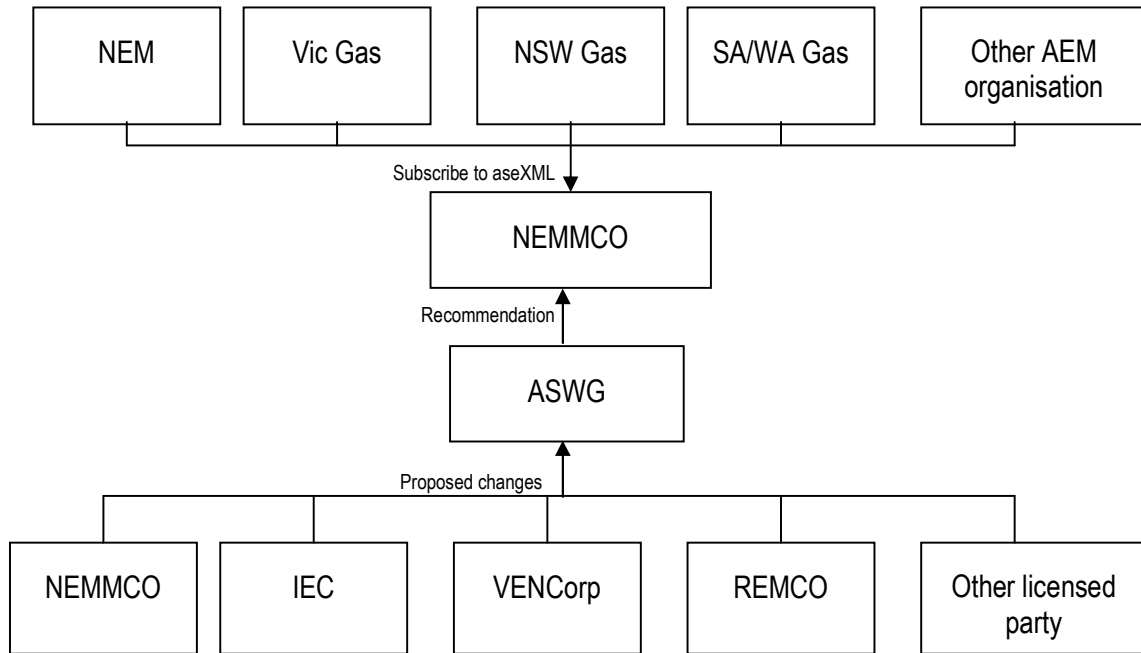 NEM
Vic Gas
NSW Gas
SA/WA Gas
Other AEM
organisation
Subscribe to aseXML
NEMMCO
Recommendation
ASWG
Proposed changes
NEMMCO
IEC
VENCorp
REMCO
Other licensed
party